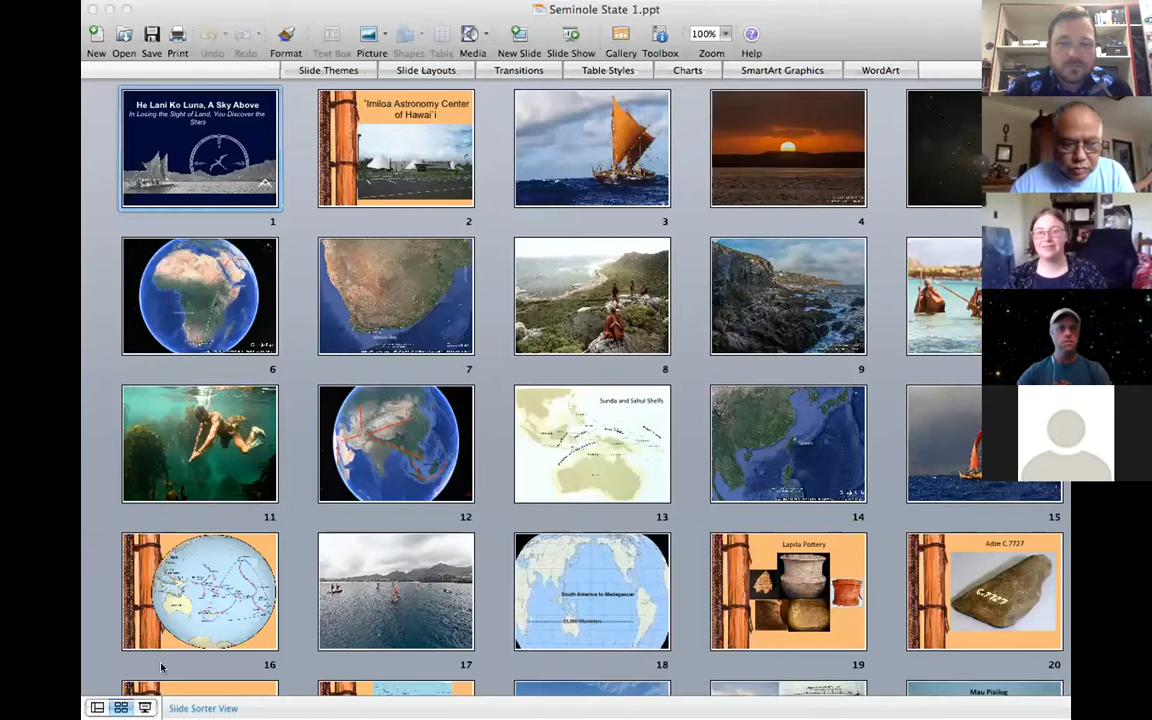 Seminole State 1.ppt
New Open Save Print Undo Redo Format Text Box Picture Shapes Table Media New Slide Slide Show Gallery Toolbox Zoom Help
100%
Slide Themes Slide Layouts Transitions Table Styles Charts SmartArt Graphics WordArt
He Lani Ko Luna, A Sky Above
In Losing the Sight of Land, You Discover the
Stars
'Imiloa Astronomy Center
of Hawai`i
1 2 3 4
6 7 8 9
Sunda and Sahul Shelfs
11 12 13 14 15
South America to Madagascar
Lapita Pottery
Adze C.7727
C.7727
16 17 18 19 20
Mau Piailug
Slide Sorter View